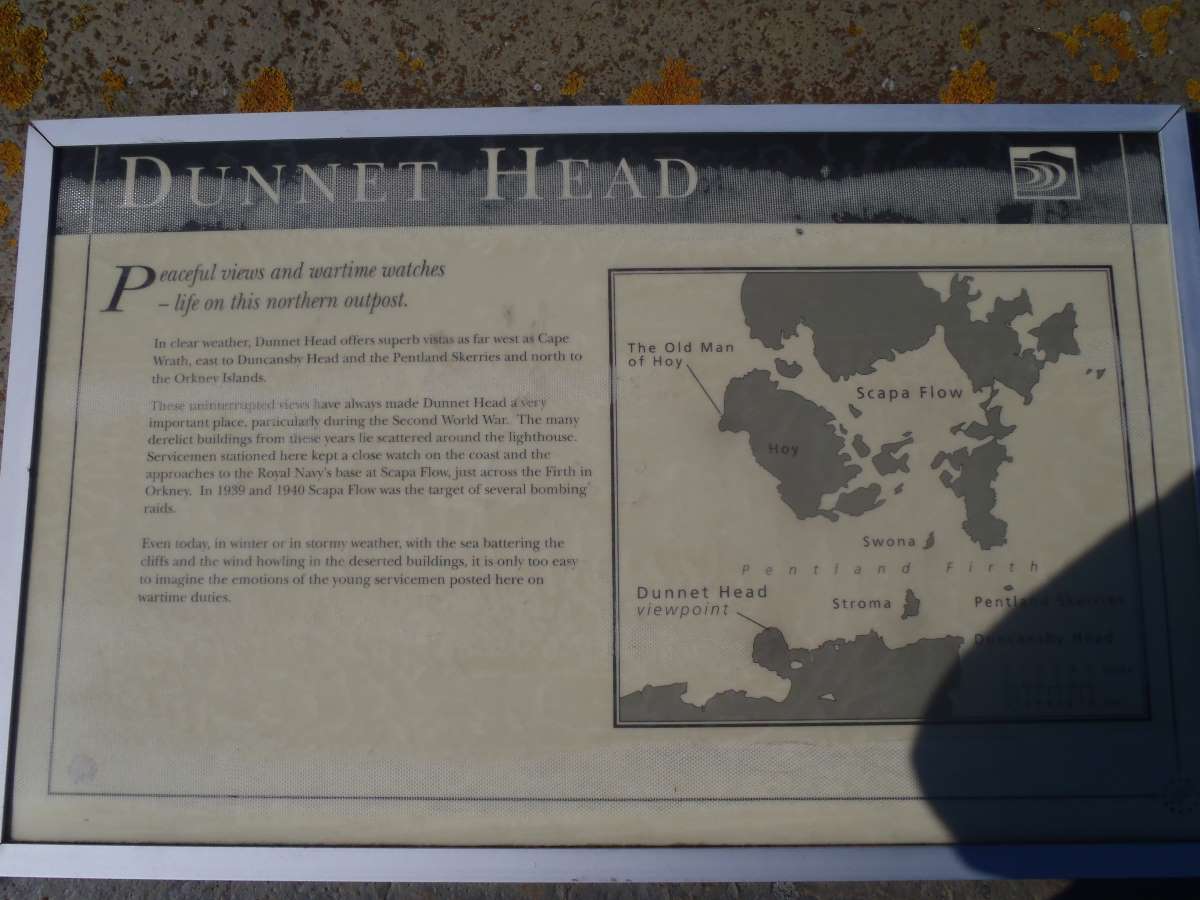 DUNNET HEAD
Peaceful views and wartime watches
– life on this northern outpost.
In clear weather, Dunnet Head offers superb vistas as far west as Cape
Wrath, east to Duncansby Head and the Pentland Skerries and north to
the Orkney Islands.
These uninterrupted views have always made Dunnet Head a very
important place, particularly during the Second World War. The many
derelict buildings from these years lie scattered around the lighthouse.
Servicemen stationed here kept a close watch on the coast and the
approaches to the Royal Navy's base at Scapa Flow, just across the Firth in
Orkney. In 1939 and 1940 Scapa Flow was the target of several bombing
raids.
Even today, in winter or in stormy weather, with the sea battering the
cliffs and the wind howling in the deserted buildings, it is only too easy
to imagine the emotions of the young servicemen posted here on
wartime duties.
The Old Man
of Hoy
Scapa Flow
Hoy
Swona
Pentland Firth
Dunnet Head
viewpoint
Stroma
Pentland Skerries
Duncansby Head